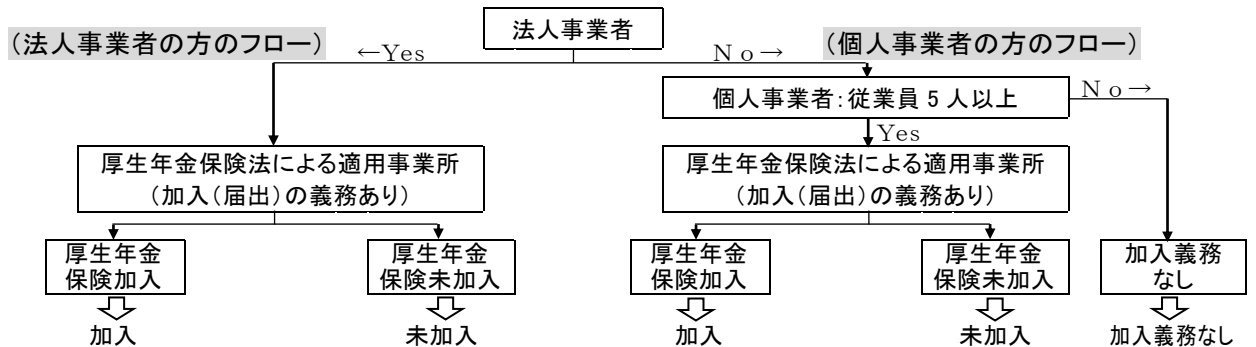 法人事業者
(法人事業者の方のフロー)
←Yes
No→
(個人事業者の方のフロー)
個人事業者:従業員5人以上
No→
Yes
厚生年金保険法による適用事業所
(加入(届出)の義務あり)
厚生年金保険法による適用事業所
(加入(届出)の義務あり)
厚生年金
保険加入
厚生年金
保険未加入
厚生年金
保険加入
厚生年金
保険未加入
加入義務
なし
加入
未加入
加入
未加入
加入義務なし